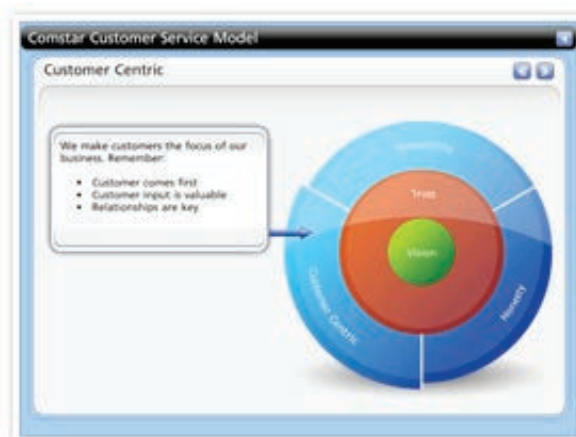 Comstar Customer Service Model
Customer Centric
We make customers the focus of our
business. Remember:
• Customer comes first
• Customer input is valuable
• Relationships are key
Trust
Vision
Customer Centric
Honesty